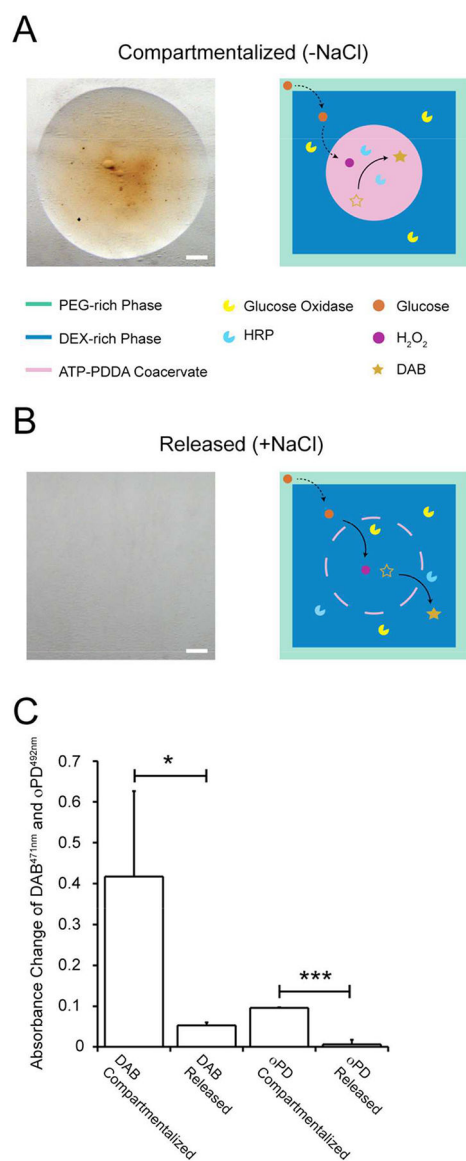 A
Compartmentalized (-NaCl)
PEG-rich Phase
DEX-rich Phase
ATP-PDDA Coacervate
Glucose Oxidase
HRP
Glucose
H₂O₂
DAB
B
Released (+NaCl)
C
Absorbance Change of DAB⁴⁷¹ⁿᵐ and oPD⁴⁹²ⁿᵐ
0.7
0.6
0.5
0.4
0.3
0.2
0.1
0
*
***
DAB
Compartmentalized
DAB
Released
oPD
Compartmentalized
oPD
Released